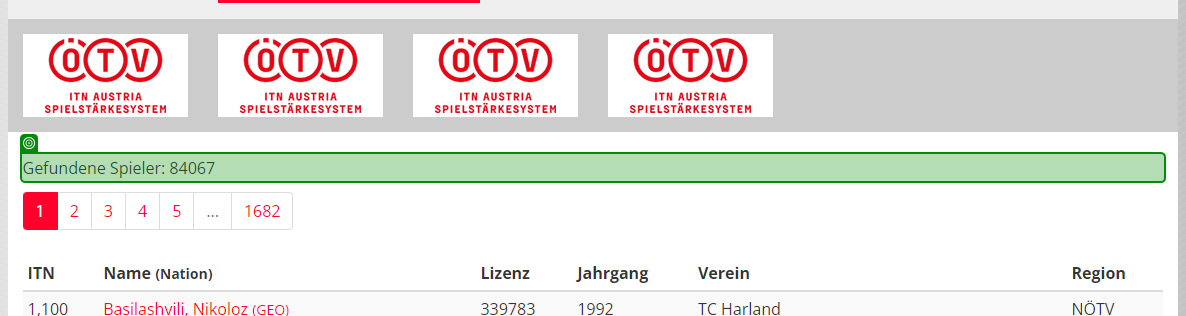 ÖTV ÖTV ÖTV ÖTV
ITN AUSTRIA ITN AUSTRIA ITN AUSTRIA ITN AUSTRIA
SPIELSTÄRKESYSTEM SPIELSTÄRKESYSTEM SPIELSTÄRKESYSTEM SPIELSTÄRKESYSTEM
Gefundene Spieler: 84067
1 2 3 4 5 ... 1682
ITN Name (Nation) Lizenz Jahrgang Verein Region
1,100 Basilashvili, Nikoloz (GEO) 339783 1992 TC Harland NÖTV